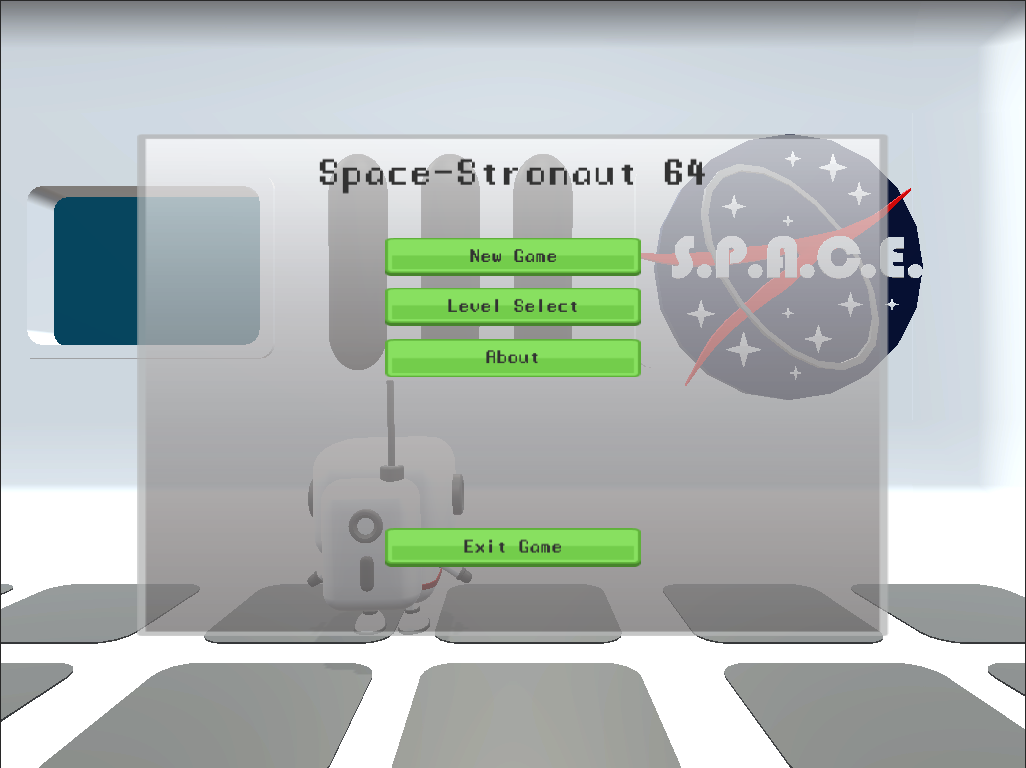 Space-Stronaut 64
S.P.A.C.E.
New Game
Level Select
About
Exit Game